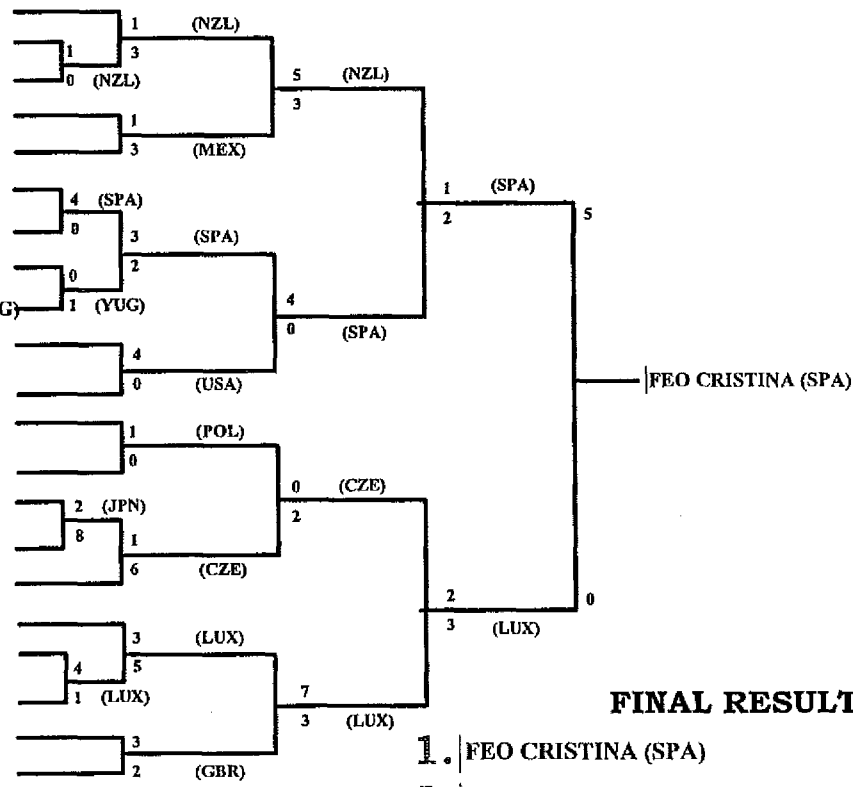 1 (NZL)
3
1
0 (NZL)
5 (NZL)
3
1
3 (MEX)
4 (SPA)
0
3 (SPA)
2
0
G) 1 (YUG)
1 (SPA)
2
5
4
0 (SPA)
4
0 (USA)
FEO CRISTINA (SPA)
1 (POL)
0
0 (CZE)
2
2 (JPN)
8
1
6 (CZE)
2
3 (LUX)
0
3 (LUX)
5
4
1 (LUX)
7
3 (LUX)
3
2 (GBR)
FINAL RESULT
1. FEO CRISTINA (SPA)